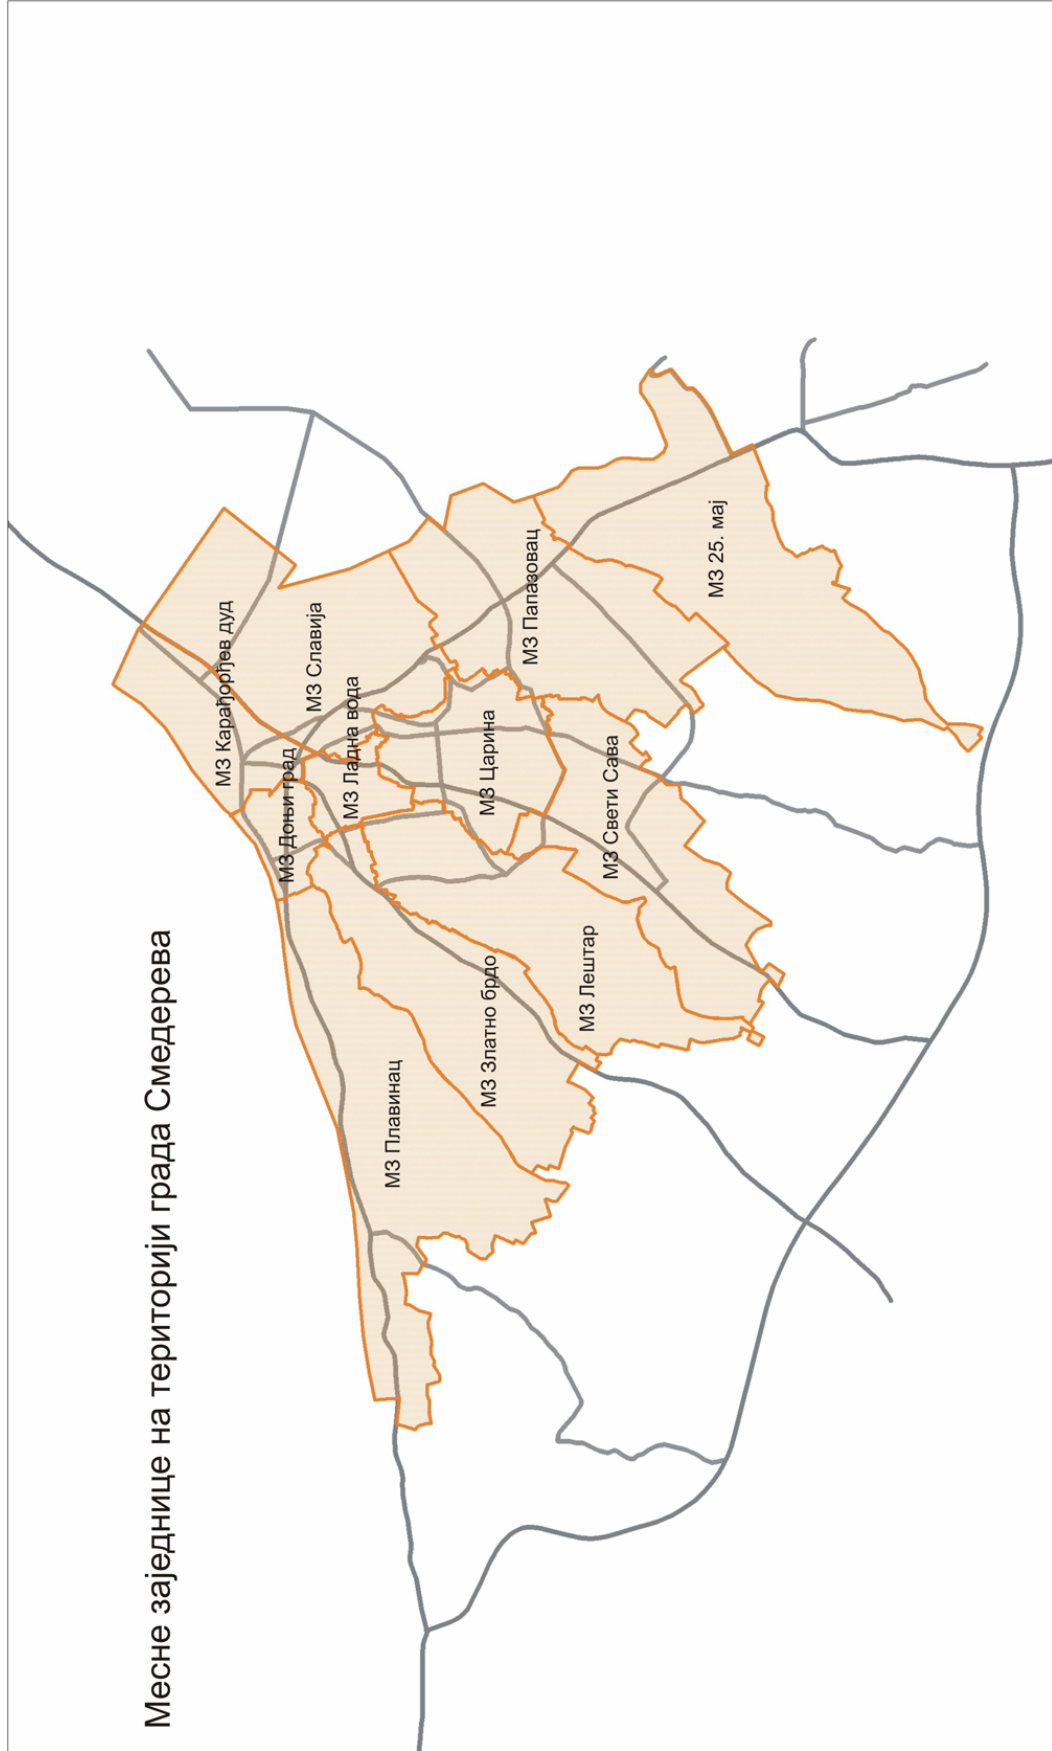 Месне заједнице на територији града Смедерева
МЗ Карађорђев дуд
МЗ Славија
МЗ Доњи град
МЗ Ладна вода
МЗ Плавинац
МЗ Златно брдо
МЗ Царина
МЗ Папазовац
МЗ Лештар
МЗ Свети Сава
МЗ 25. мај